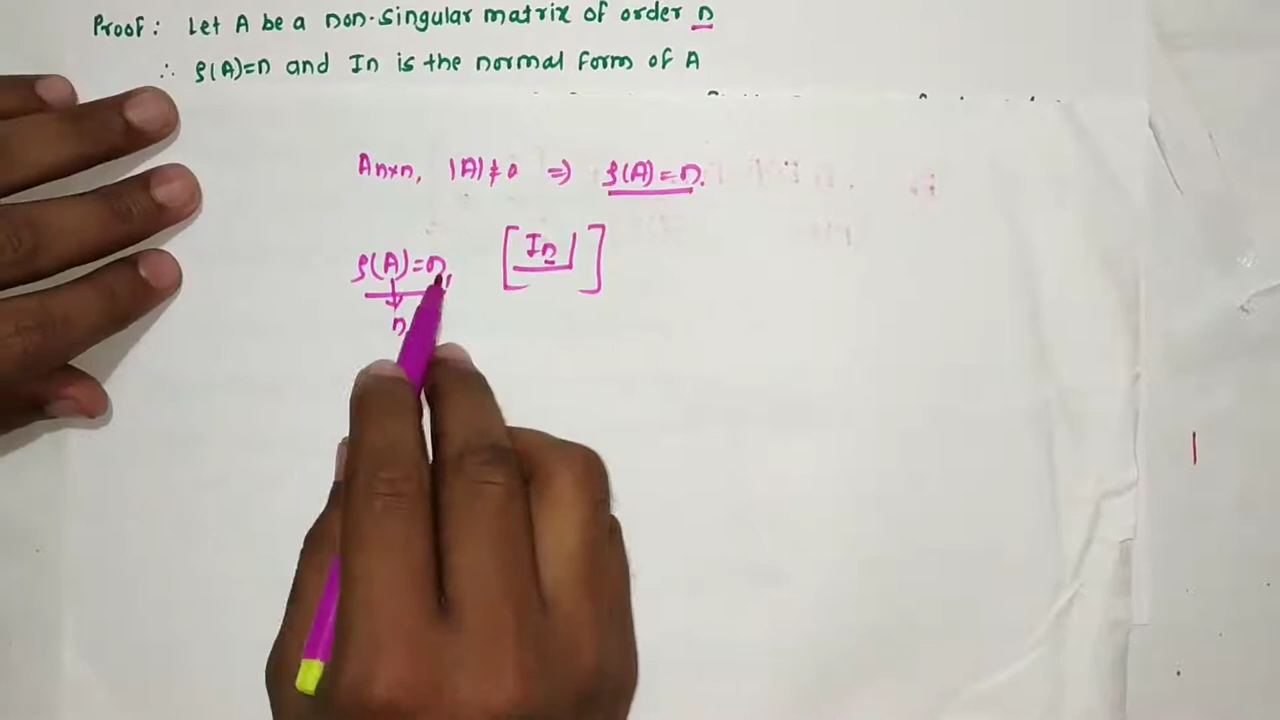 Proof: Let A be a non-singular matrix of order n
∴ ρ(A)=n and In is the normal form of A
An×n, |A|≠0 ⇒ ρ(A)=n.
ρ(A)=n, [In]
n